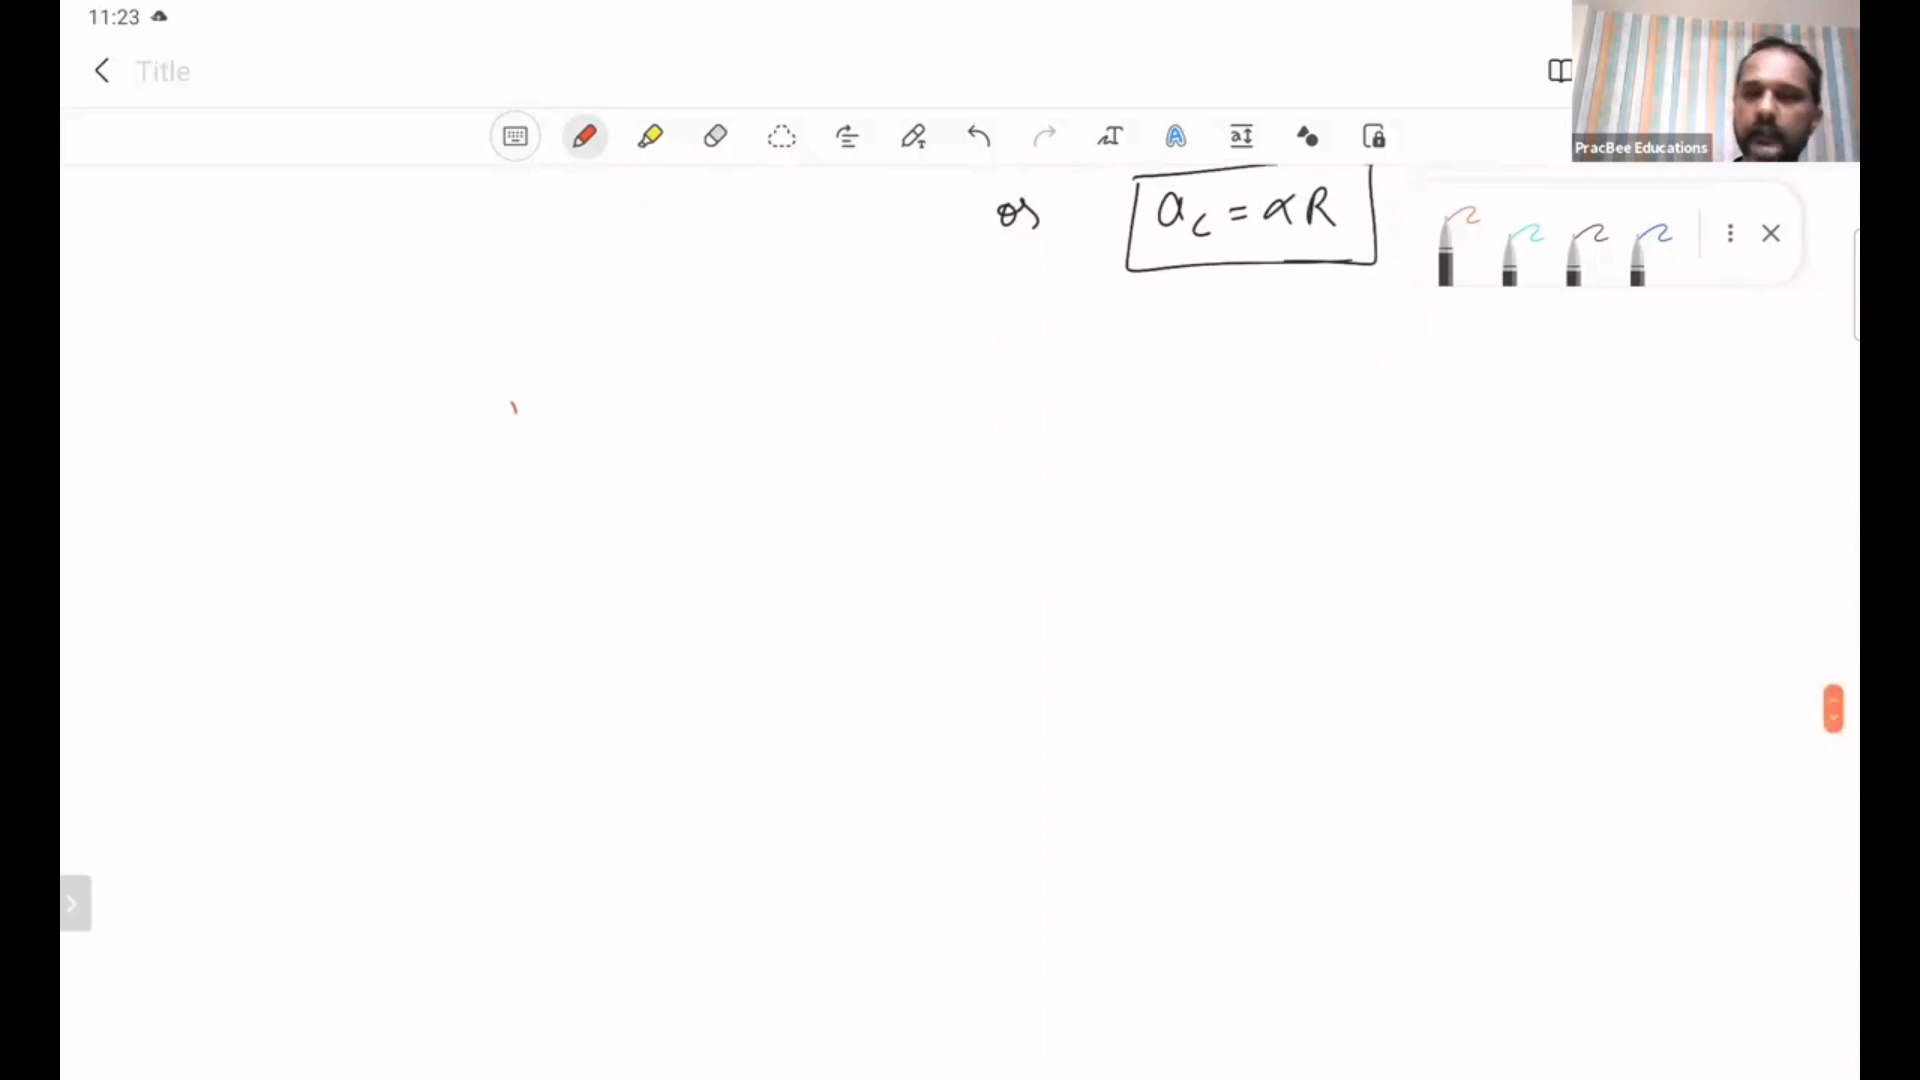 11:23
Title
PracBee Educations
or a_c = αR